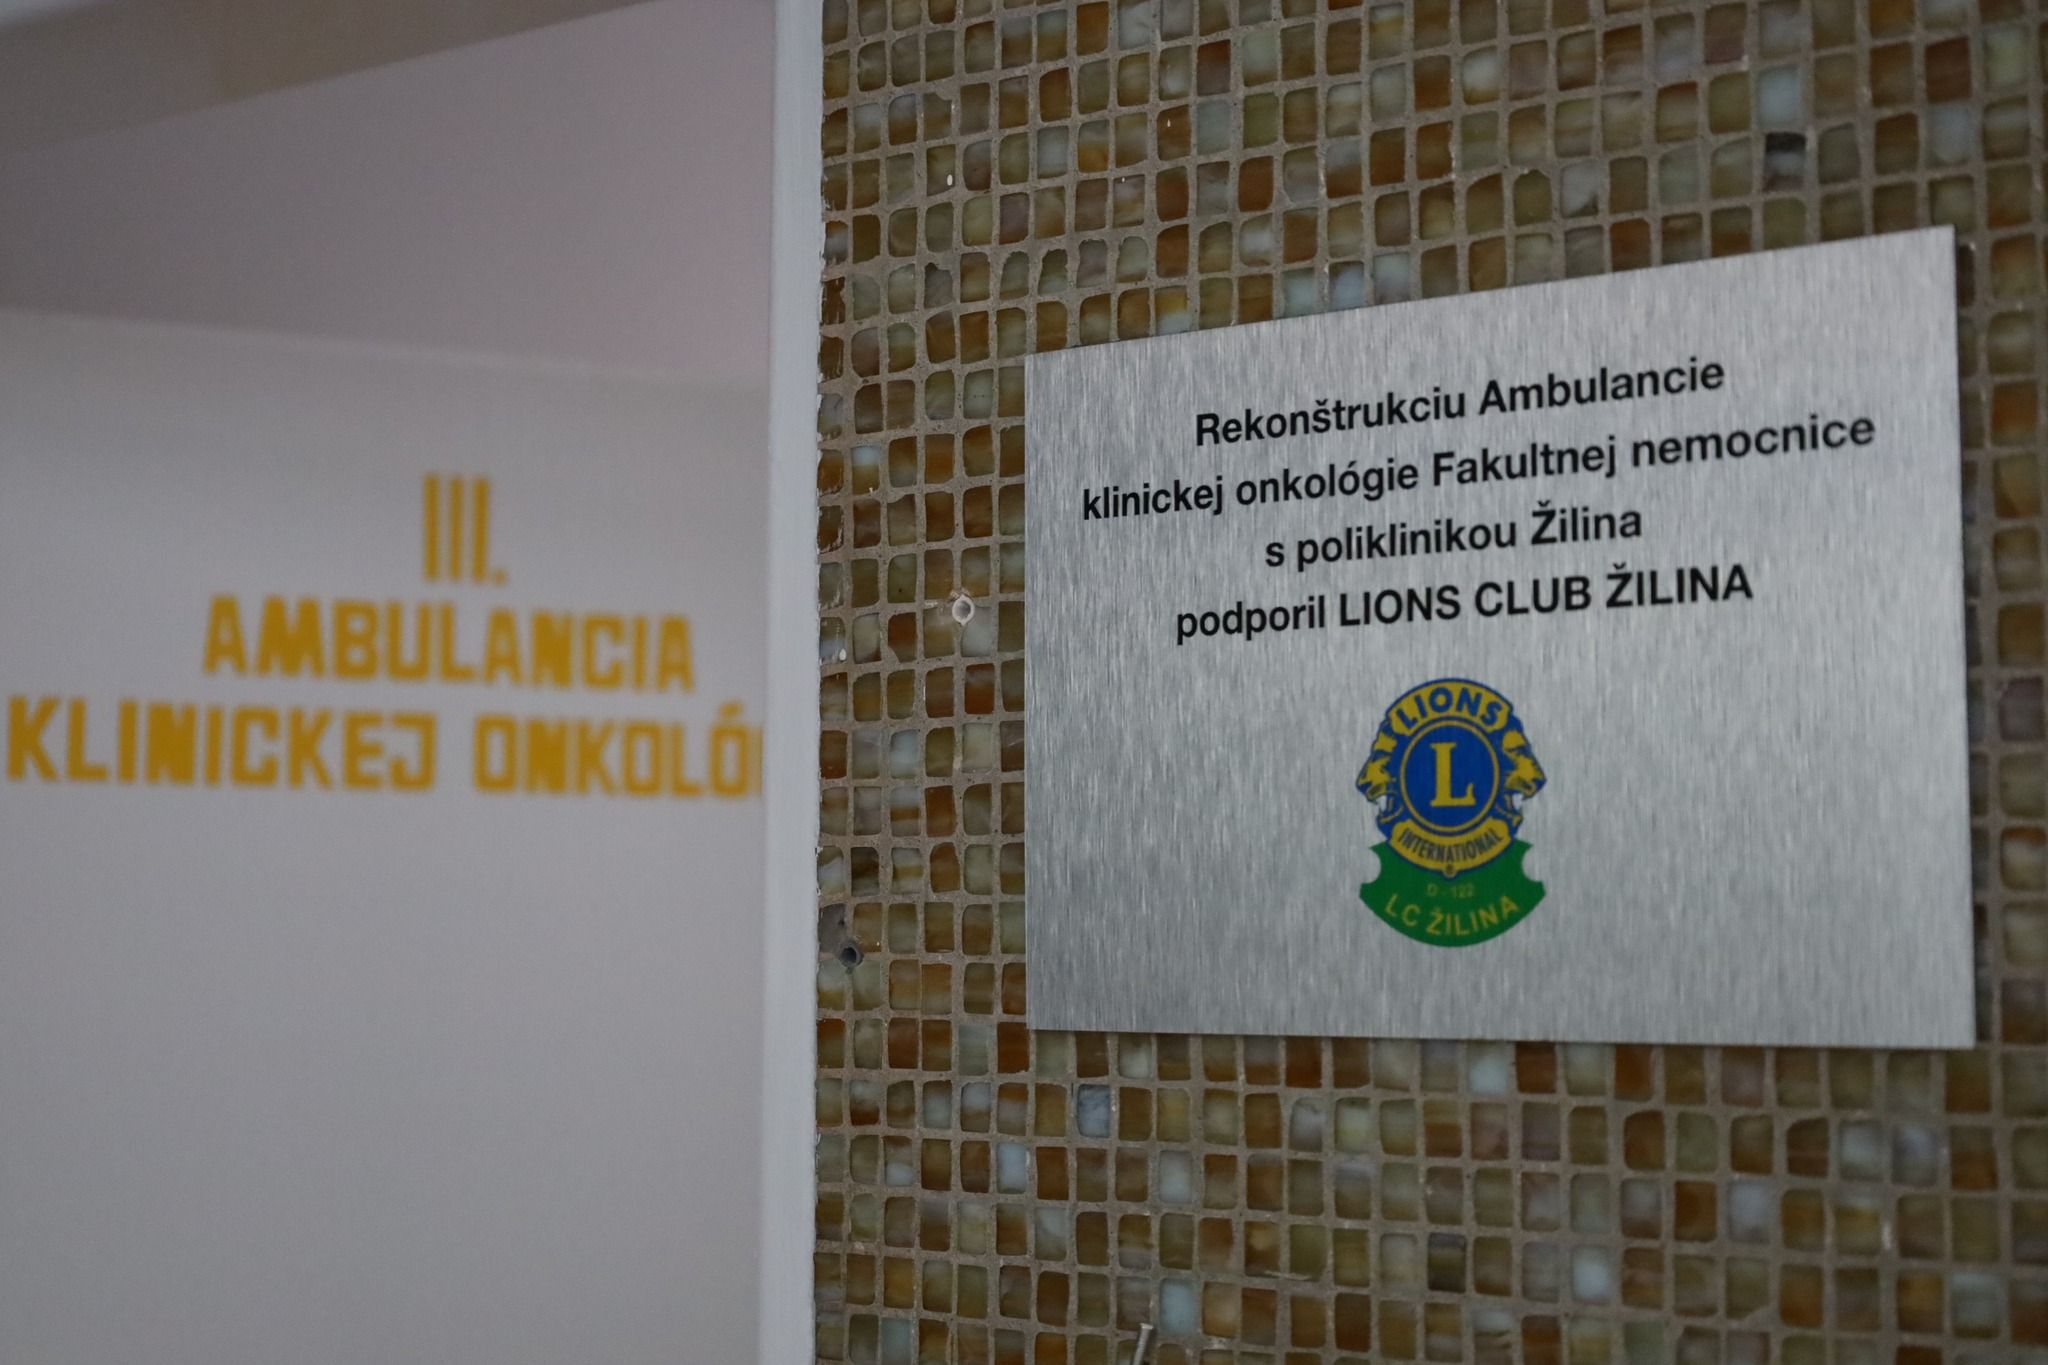 III.
AMBULANCIA
KLINICKEJ ONKOLÓ
Rekonštrukciu Ambulancie
klinickej onkológie Fakultnej nemocnice
s poliklinikou Žilina
podporil LIONS CLUB ŽILINA
LIONS
L
INTERNATIONAL
®
D - 122
LC ŽILINA